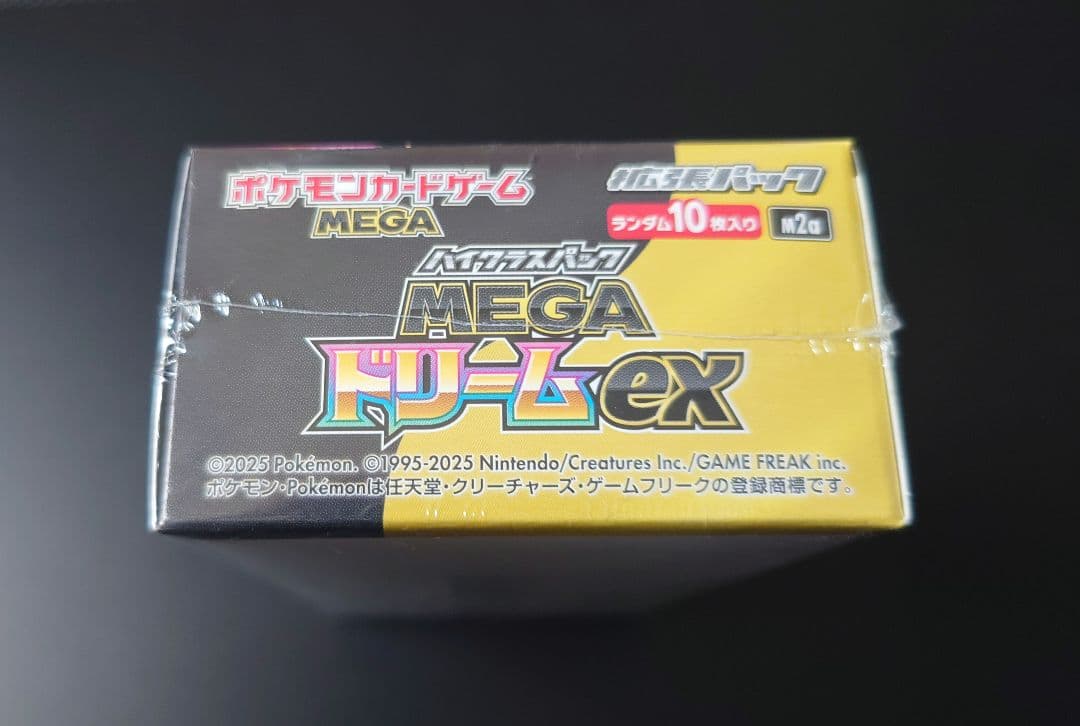 ポケモンカードゲーム
MEGA
拡張パック
ランダム10枚入り M2a
ハイクラスパック
MEGA
ドリームex
©2025 Pokémon. ©1995-2025 Nintendo/Creatures Inc./GAME FREAK inc.
ポケモン・Pokémonは任天堂・クリーチャーズ・ゲームフリークの登録商標です。